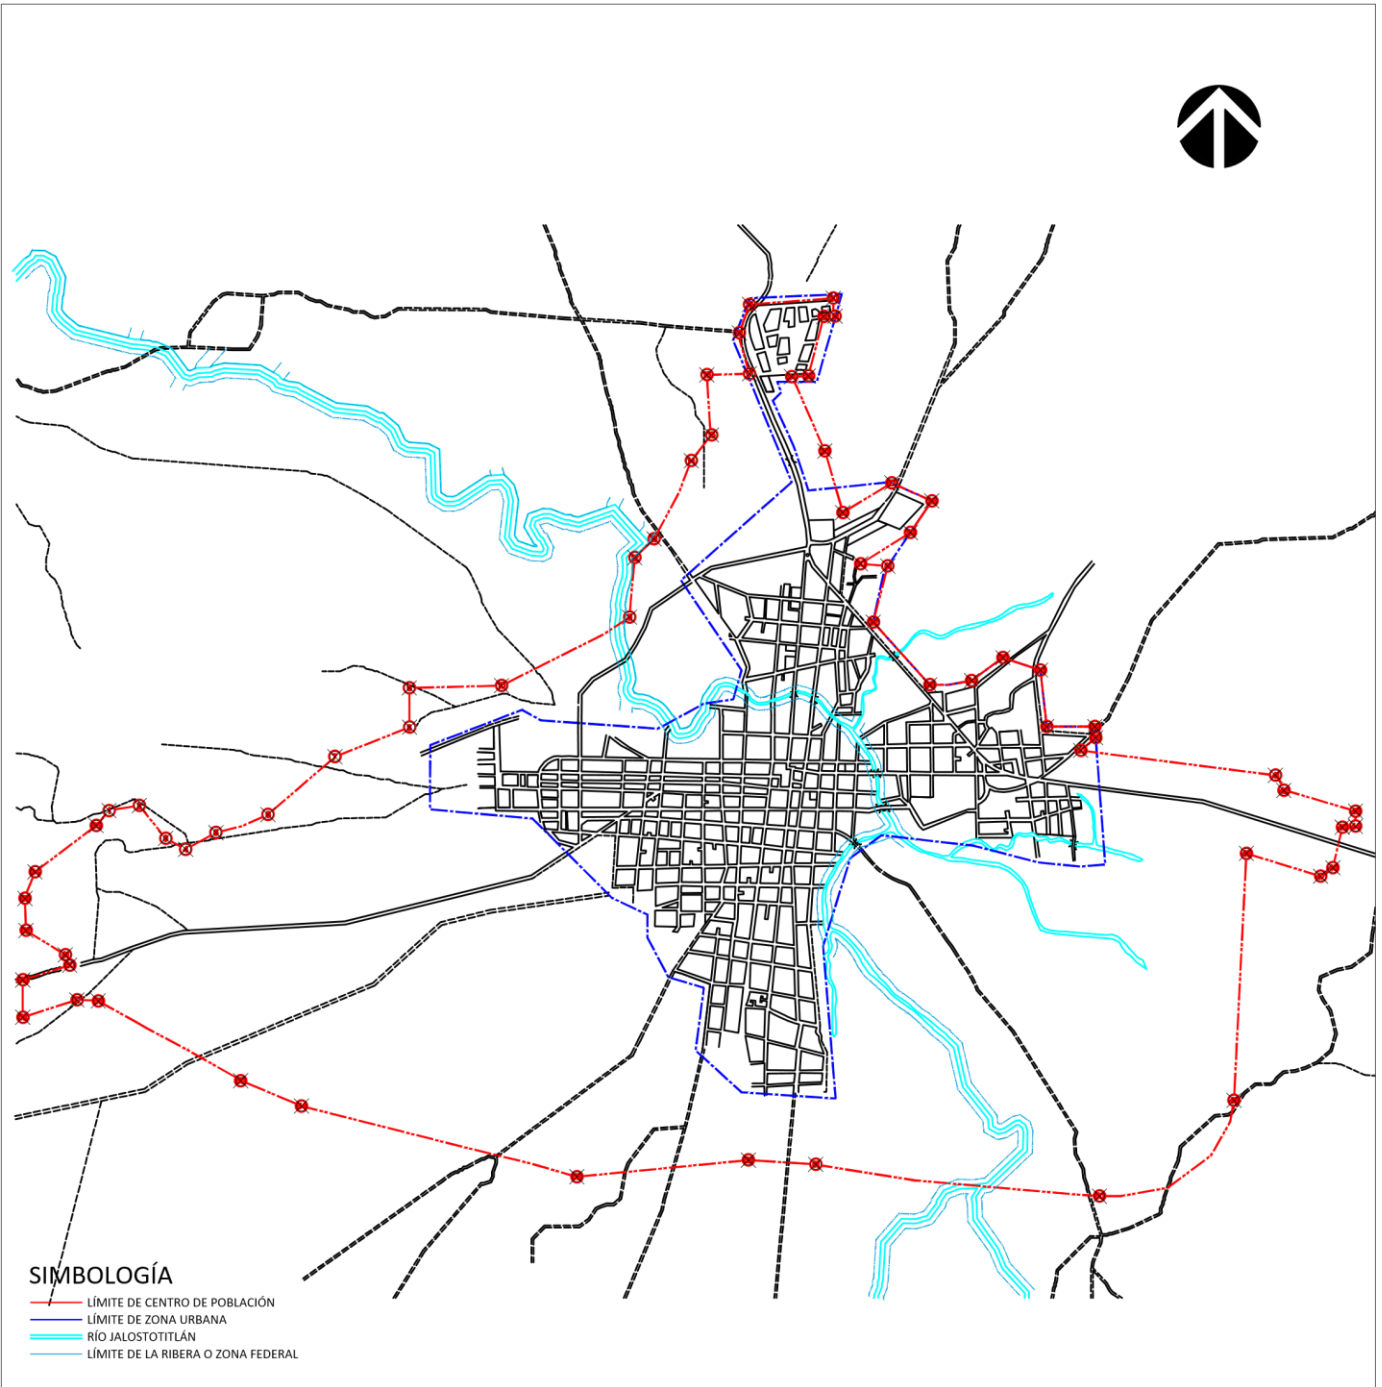 SIMBOLOGÍA
LÍMITE DE CENTRO DE POBLACIÓN
LÍMITE DE ZONA URBANA
RÍO JALOSTOTITLÁN
LÍMITE DE LA RIBERA O ZONA FEDERAL